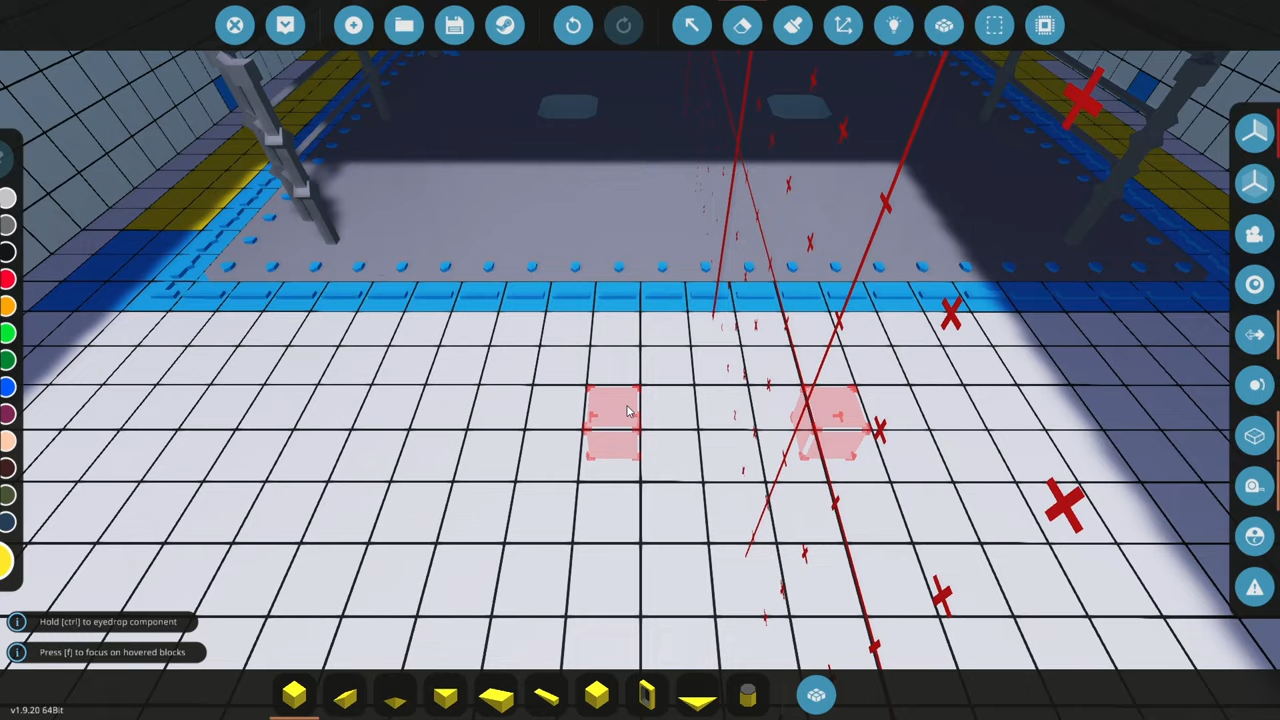 Hold [ctrl] to eyedrop component
Press [f] to focus on hovered blocks
v1.9.20 64Bit